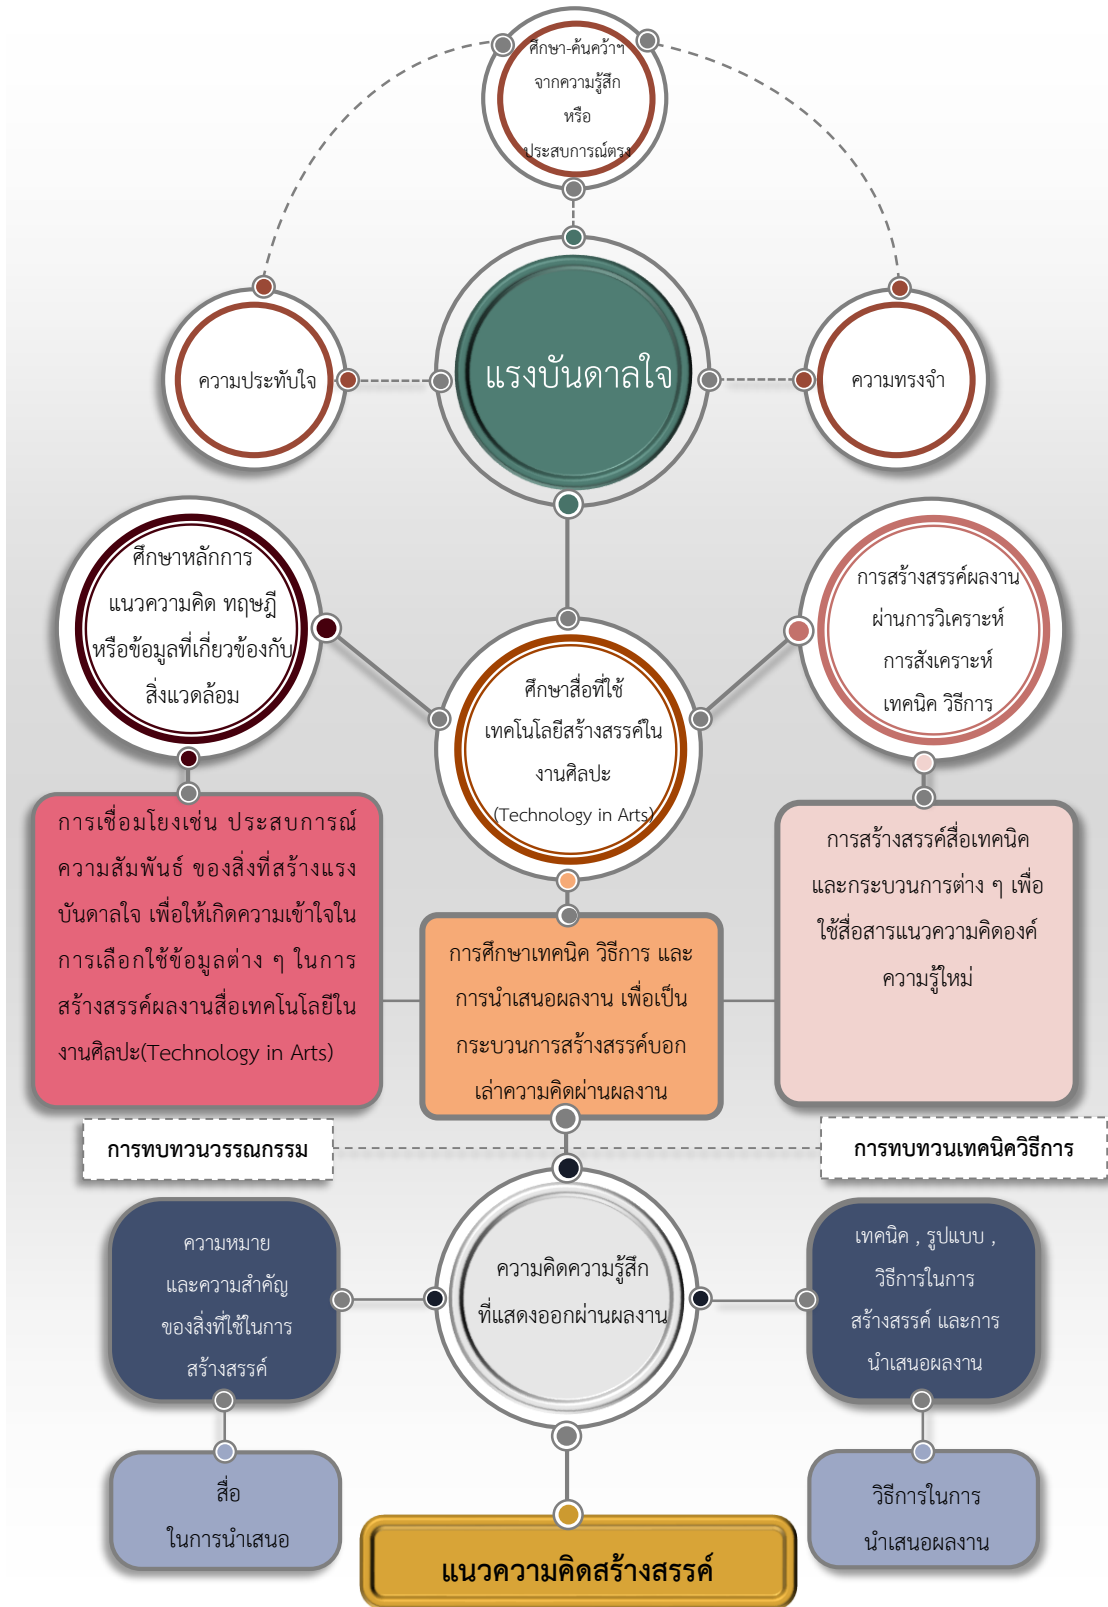 ศึกษา-ค้นคว้าฯ
จากความรู้สึก
หรือ
ประสบการณ์ตรง
ความประทับใจ
แรงบันดาลใจ
ความทรงจำ
ศึกษาหลักการ
แนวความคิด ทฤษฎี
หรือข้อมูลที่เกี่ยวข้องกับ
สิ่งแวดล้อม
ศึกษาสื่อที่ใช้
เทคโนโลยีสร้างสรรค์ใน
งานศิลปะ
(Technology in Arts)
การสร้างสรรค์ผลงาน
ผ่านการวิเคราะห์
การสังเคราะห์
เทคนิค วิธีการ
การเชื่อมโยงเช่น ประสบการณ์
ความสัมพันธ์ ของสิ่งที่สร้างแรง
บันดาลใจ เพื่อให้เกิดความเข้าใจใน
การเลือกใช้ข้อมูลต่าง ๆ ในการ
สร้างสรรค์ผลงานสื่อเทคโนโลยีใน
งานศิลปะ(Technology in Arts)
การศึกษาเทคนิค วิธีการ และ
การนำเสนอผลงาน เพื่อเป็น
กระบวนการสร้างสรรค์บอก
เล่าความคิดผ่านผลงาน
การสร้างสรรค์สื่อเทคนิค
และกระบวนการต่าง ๆ เพื่อ
ใช้สื่อสารแนวความคิดองค์
ความรู้ใหม่
การทบทวนวรรณกรรม
การทบทวนเทคนิควิธีการ
ความหมาย
และความสำคัญ
ของสิ่งที่ใช้ในการ
สร้างสรรค์
ความคิดความรู้สึก
ที่แสดงออกผ่านผลงาน
เทคนิค , รูปแบบ ,
วิธีการในการ
สร้างสรรค์ และการ
นำเสนอผลงาน
สื่อ
ในการนำเสนอ
วิธีการในการ
นำเสนอผลงาน
แนวความคิดสร้างสรรค์